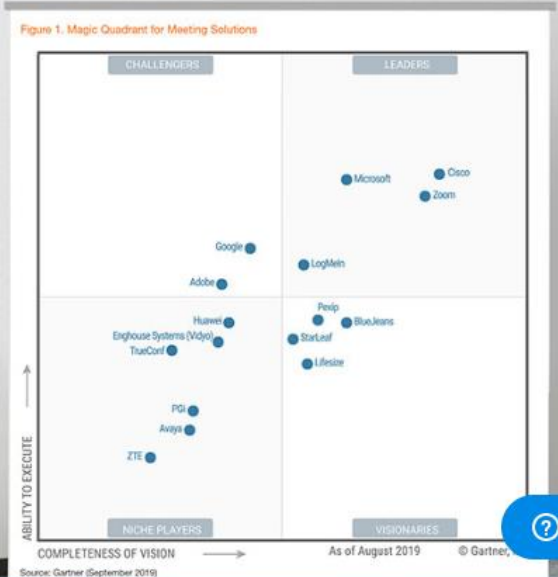 Figure 1. Magic Quadrant for Meeting Solutions
CHALLENGERS
LEADERS
Cisco
Microsoft
Zoom
Google
LogMeIn
Adobe
Pexip
Huawei
BlueJeans
Enghouse Systems (Vidyo)
StarLeaf
TrueConf
Lifesize
PGi
Avaya
ZTE
ABILITY TO EXECUTE
NICHE PLAYERS
VISIONARIES
COMPLETENESS OF VISION
As of August 2019
© Gartner,
Source: Gartner (September 2019)
?